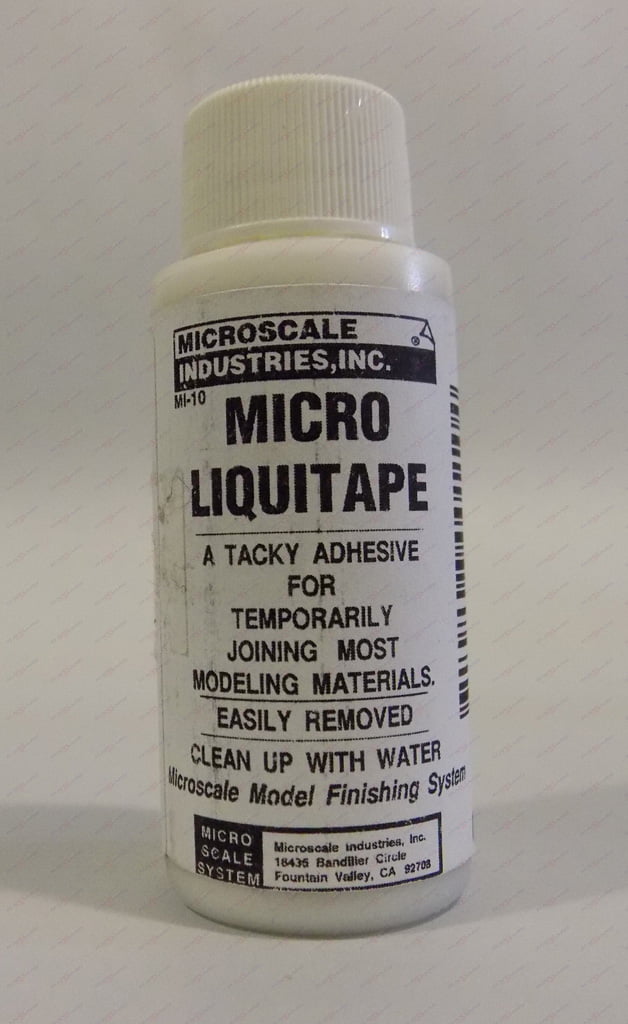 MICROSCALE
®
INDUSTRIES, INC.
MI-10
MICRO
LIQUITAPE
A TACKY ADHESIVE
FOR
TEMPORARILY
JOINING MOST
MODELING MATERIALS.
EASILY REMOVED
CLEAN UP WITH WATER
Microscale Model Finishing System
MICRO
SCALE
SYSTEM
Microscale Industries, Inc.
18435 Bandilier Circle
Fountain Valley, CA 92708